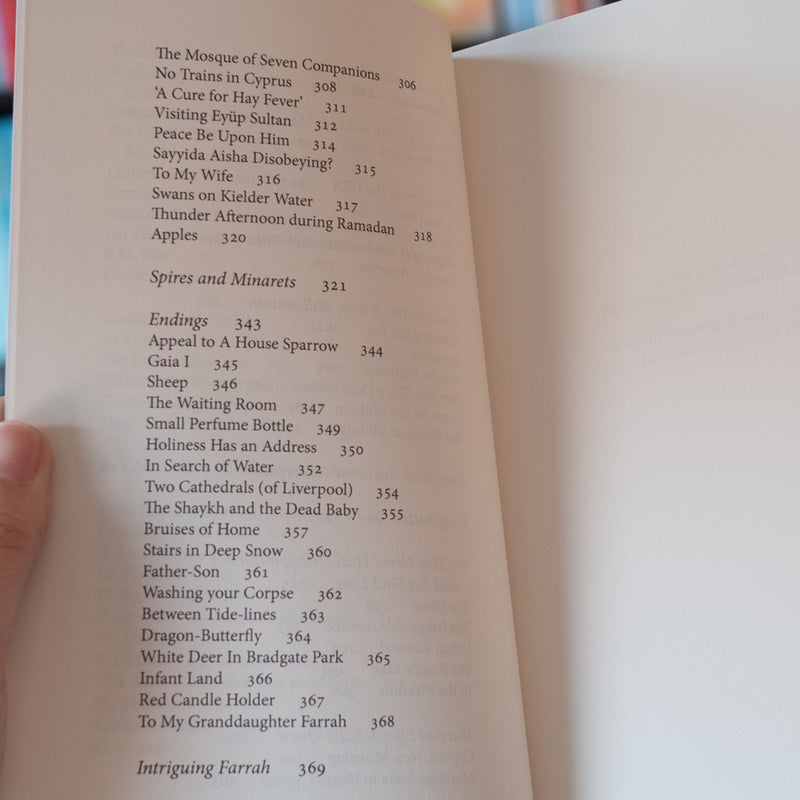 The Mosque of Seven Companions 306
No Trains in Cyprus 308
‘A Cure for Hay Fever’ 311
Visiting Eyüp Sultan 312
Peace Be Upon Him 314
Sayyida Aisha Disobeying? 315
To My Wife 316
Swans on Kielder Water 317
Thunder Afternoon during Ramadan 318
Apples 320
Spires and Minarets 321
Endings 343
Appeal to A House Sparrow 344
Gaia I 345
Sheep 346
The Waiting Room 347
Small Perfume Bottle 349
Holiness Has an Address 350
In Search of Water 352
Two Cathedrals (of Liverpool) 354
The Shaykh and the Dead Baby 355
Bruises of Home 357
Stairs in Deep Snow 360
Father-Son 361
Washing your Corpse 362
Between Tide-lines 363
Dragon-Butterfly 364
White Deer In Bradgate Park 365
Infant Land 366
Red Candle Holder 367
To My Granddaughter Farrah 368
Intriguing Farrah 369